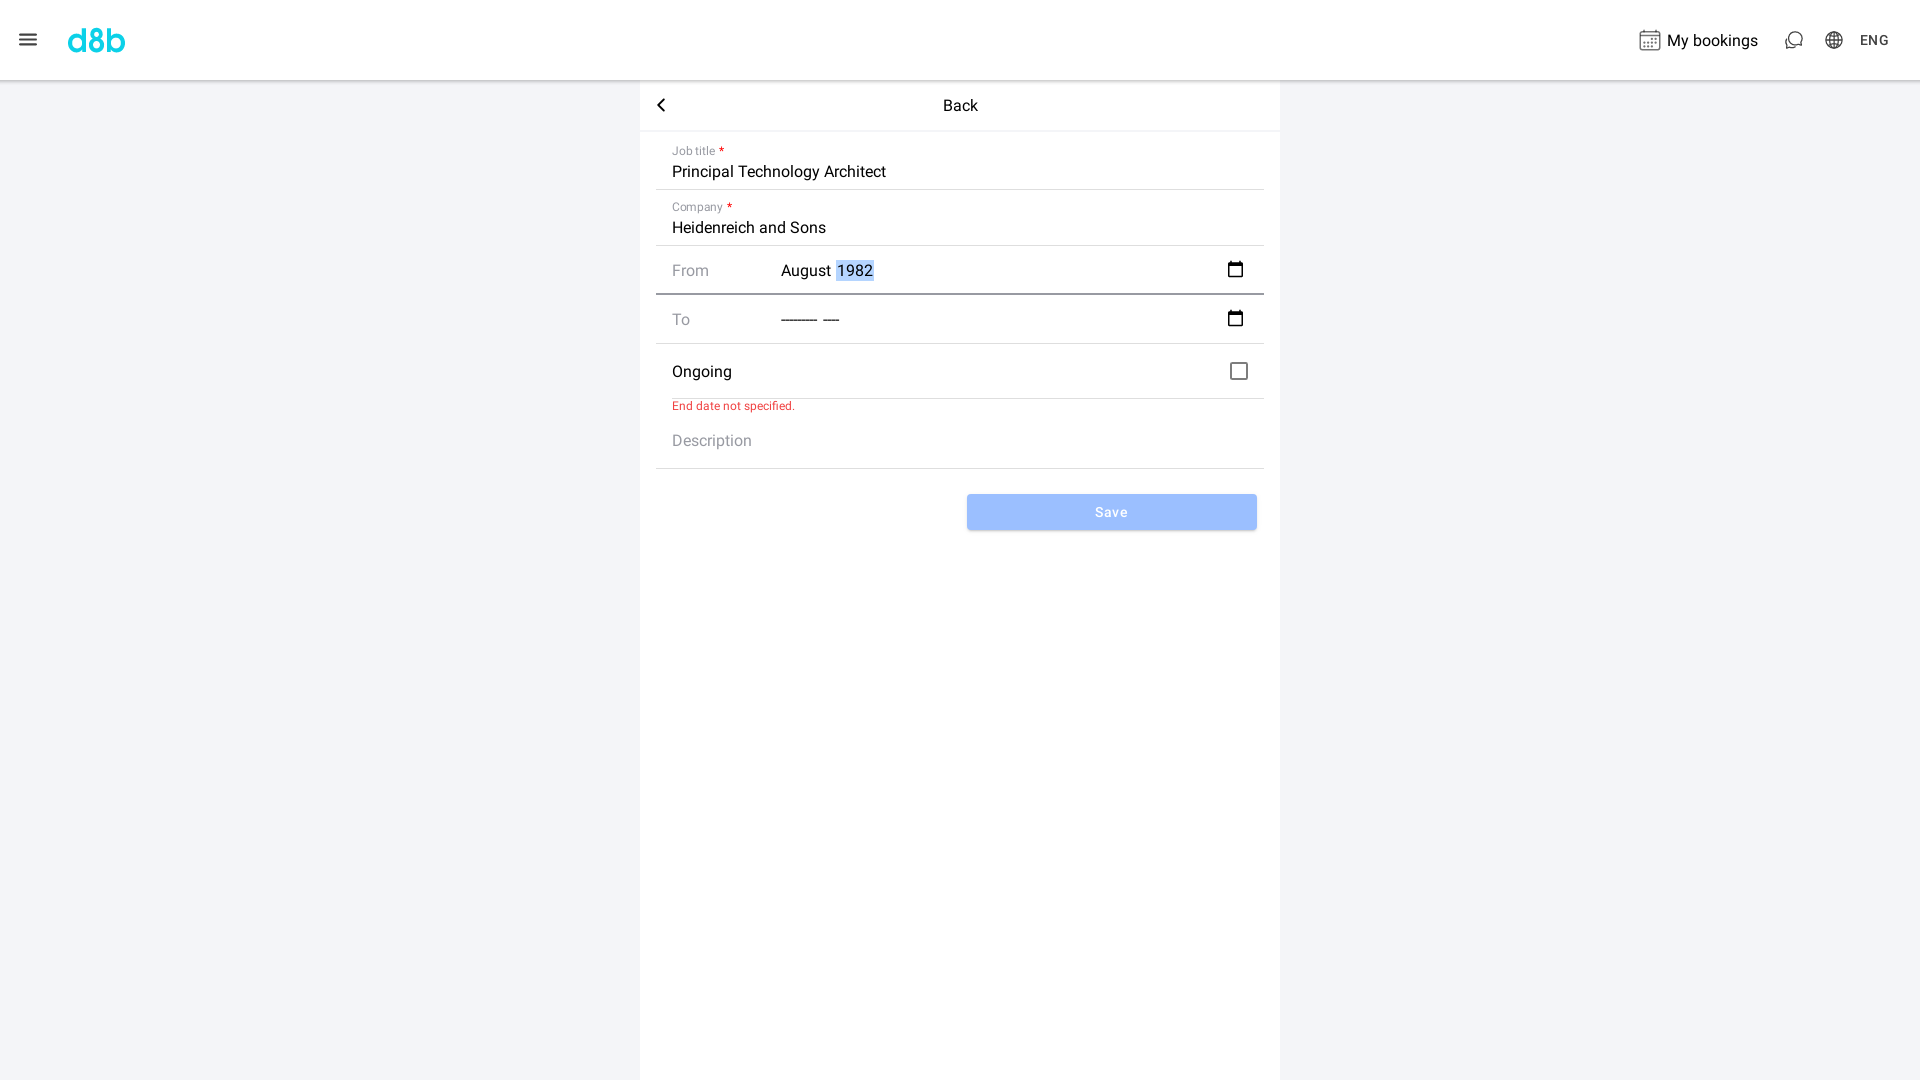 d8b
My bookings
ENG
Back
Job title *
Principal Technology Architect
Company *
Heidenreich and Sons
From August 1982
To --------- ----
Ongoing
End date not specified.
Description
Save